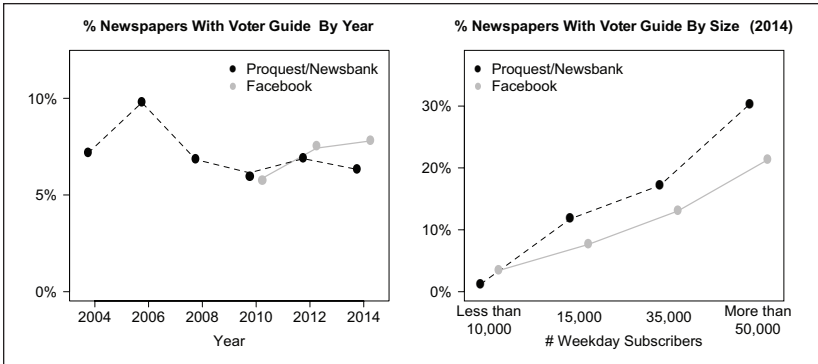 % Newspapers With Voter Guide By Year
Proquest/Newsbank
Facebook
10%
5%
0%
2004 2006 2008 2010 2012 2014
Year
% Newspapers With Voter Guide By Size (2014)
Proquest/Newsbank
Facebook
30%
20%
10%
0%
Less than 10,000 15,000 35,000 More than 50,000
# Weekday Subscribers